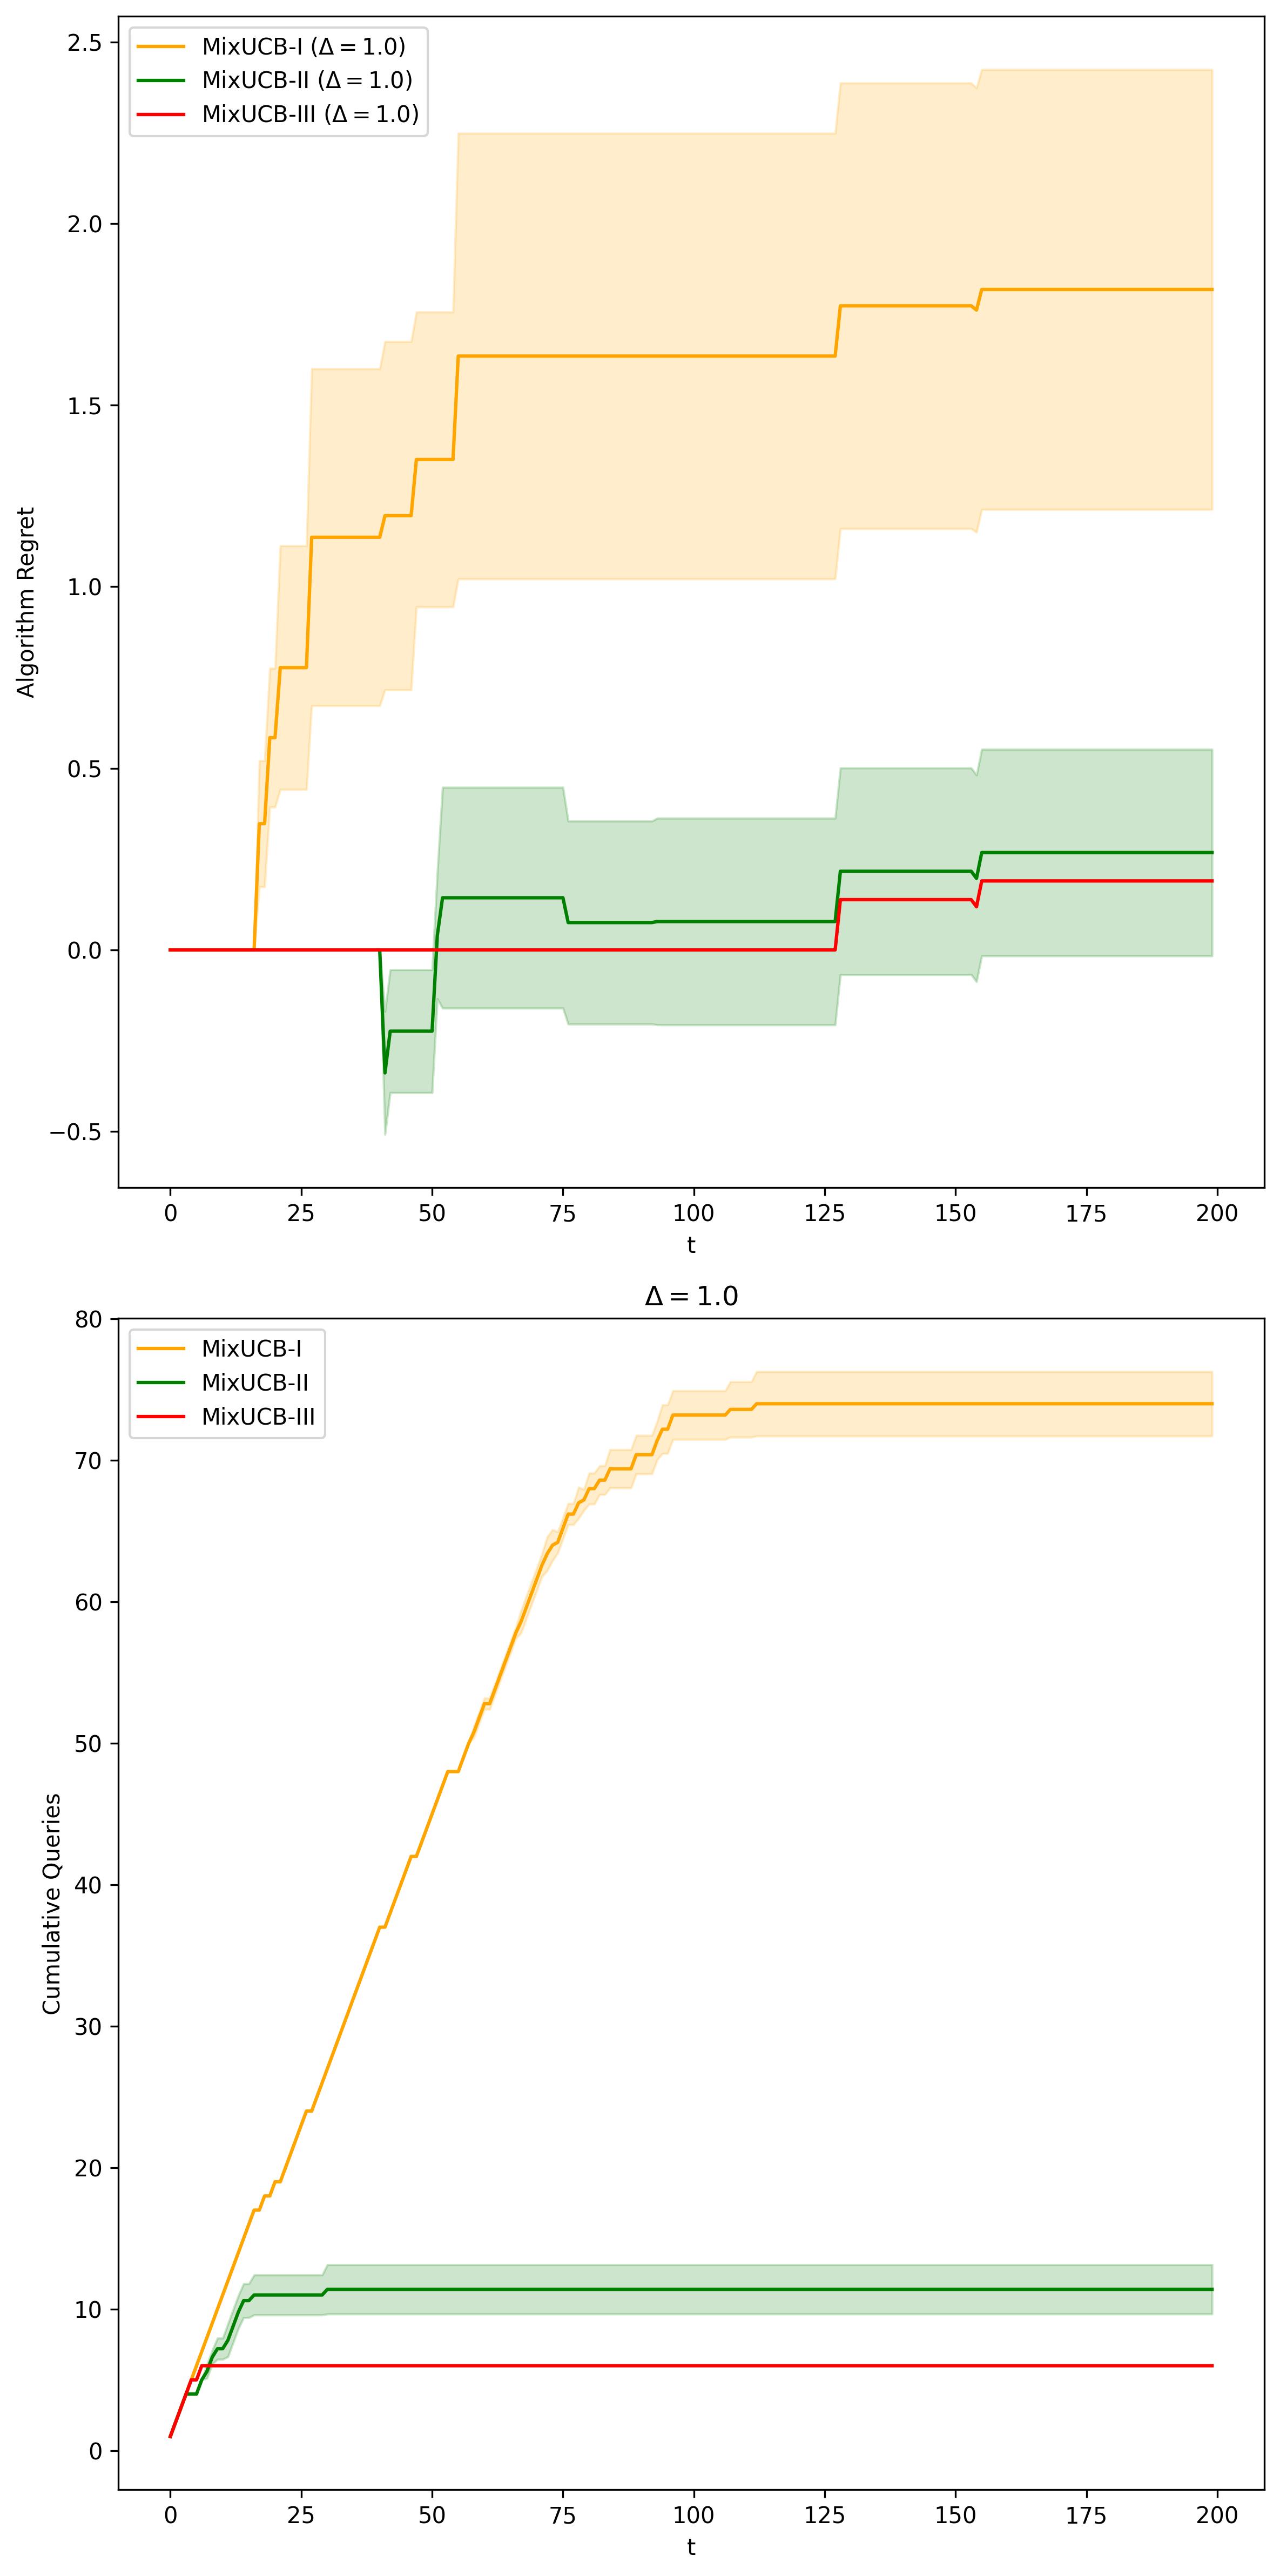 MixUCB-I (Δ = 1.0)
MixUCB-II (Δ = 1.0)
MixUCB-III (Δ = 1.0)
2.5
2.0
1.5
1.0
0.5
0.0
−0.5
Algorithm Regret
0 25 50 75 100 125 150 175 200
t
Δ = 1.0
MixUCB-I
MixUCB-II
MixUCB-III
80
70
60
50
40
30
20
10
0
Cumulative Queries
0 25 50 75 100 125 150 175 200
t